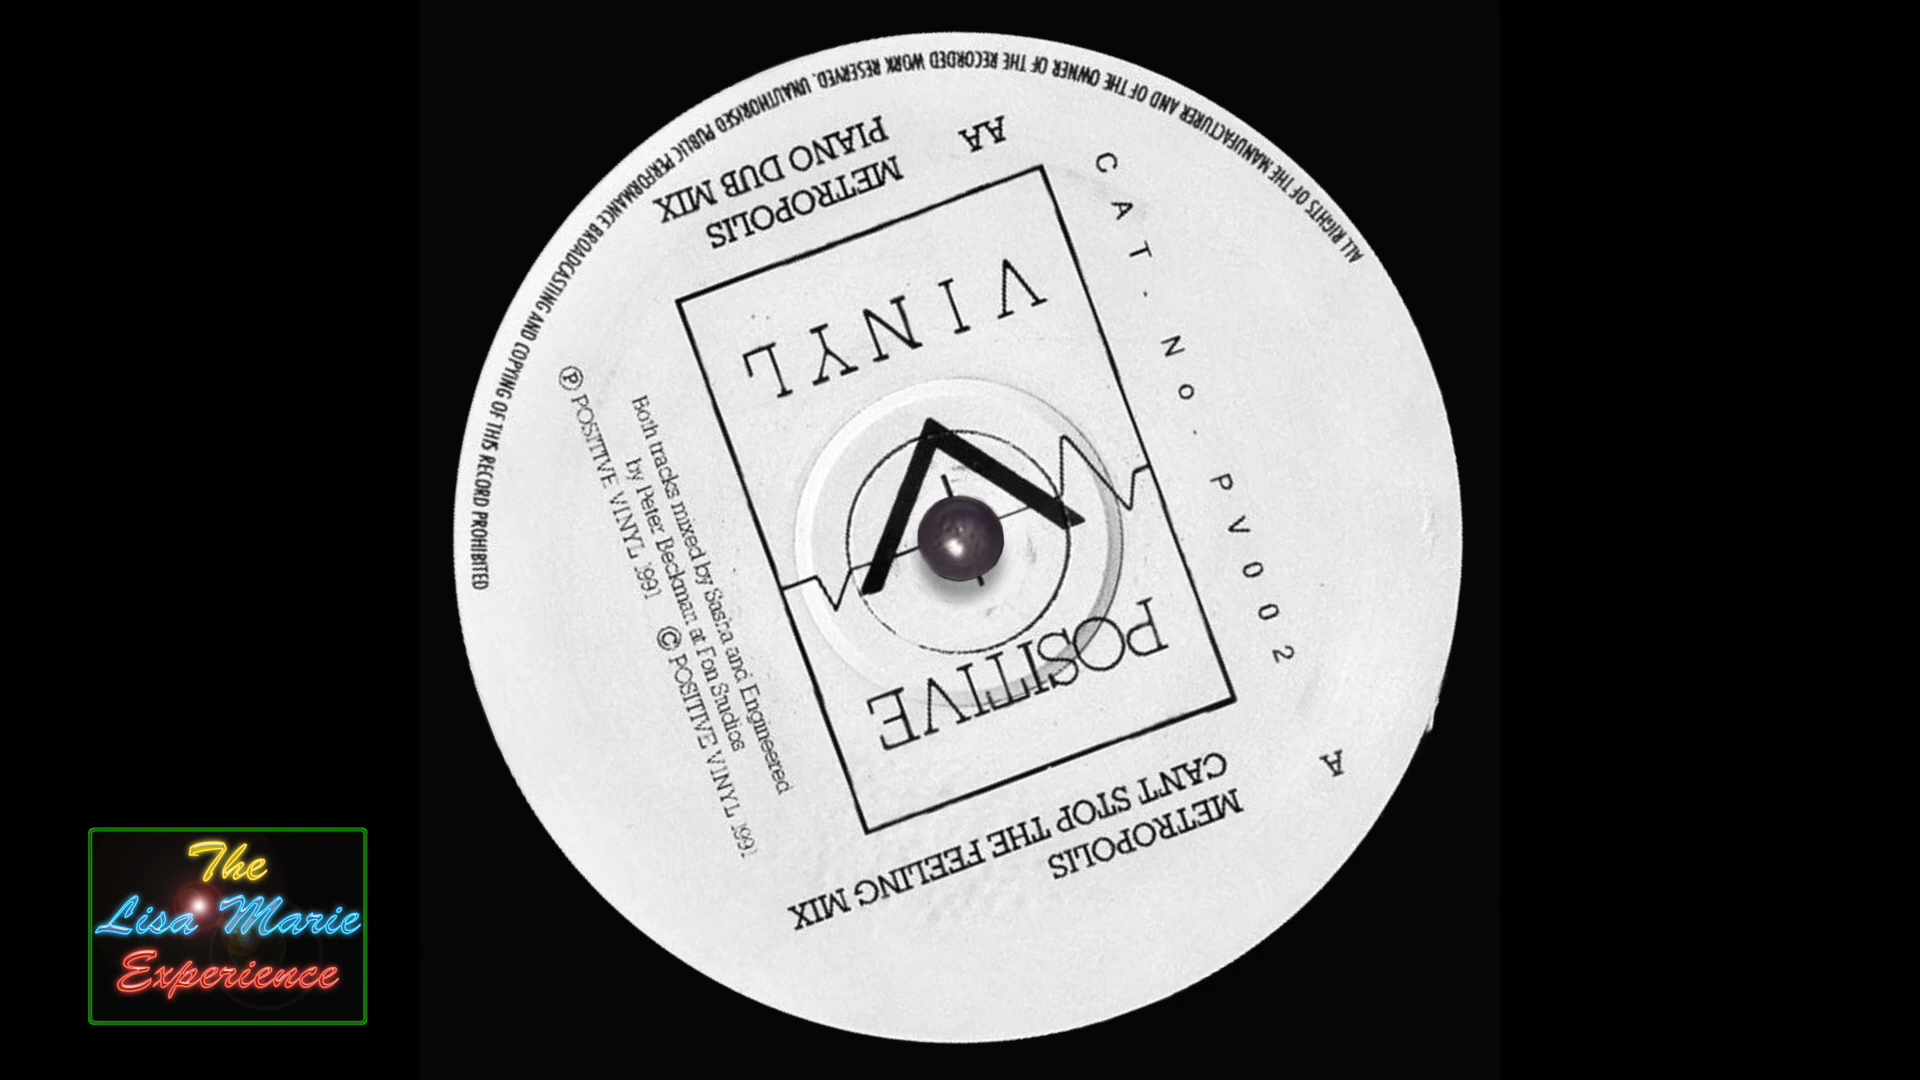 METROPOLIS
CANT STOP THE FEELING MIX
A
POSITIVE
VINYL
METROPOLIS
PIANO DUB MIX
AA
CAT. No. PV002
Both tracks mixed by Sasha and Engineered
by Peter Beckman at Fon Studios
Ⓟ POSITIVE VINYL 1991 © POSITIVE VINYL 1991
ALL RIGHTS OF THE MANUFACTURER AND OF THE OWNER OF THE RECORDED WORK RESERVED. UNAUTHORISED PUBLIC PERFORMANCE BROADCASTING AND COPYING OF THIS RECORD PROHIBITED
The
Lisa Marie
Experience